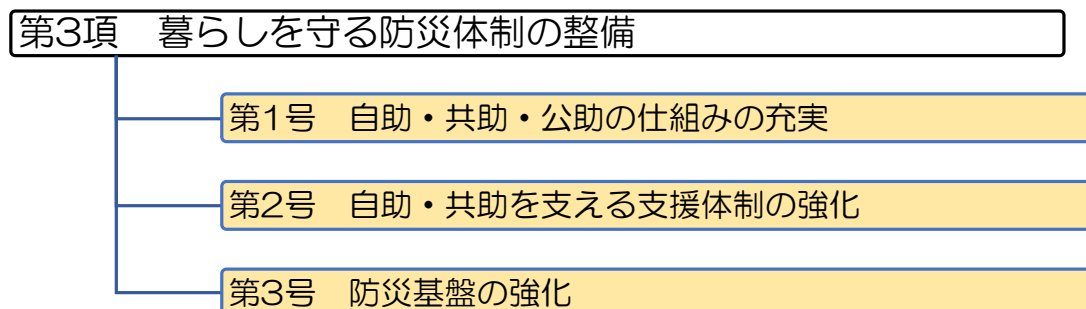 第3項　暮らしを守る防災体制の整備
第1号　自助・共助・公助の仕組みの充実
第2号　自助・共助を支える支援体制の強化
第3号　防災基盤の強化